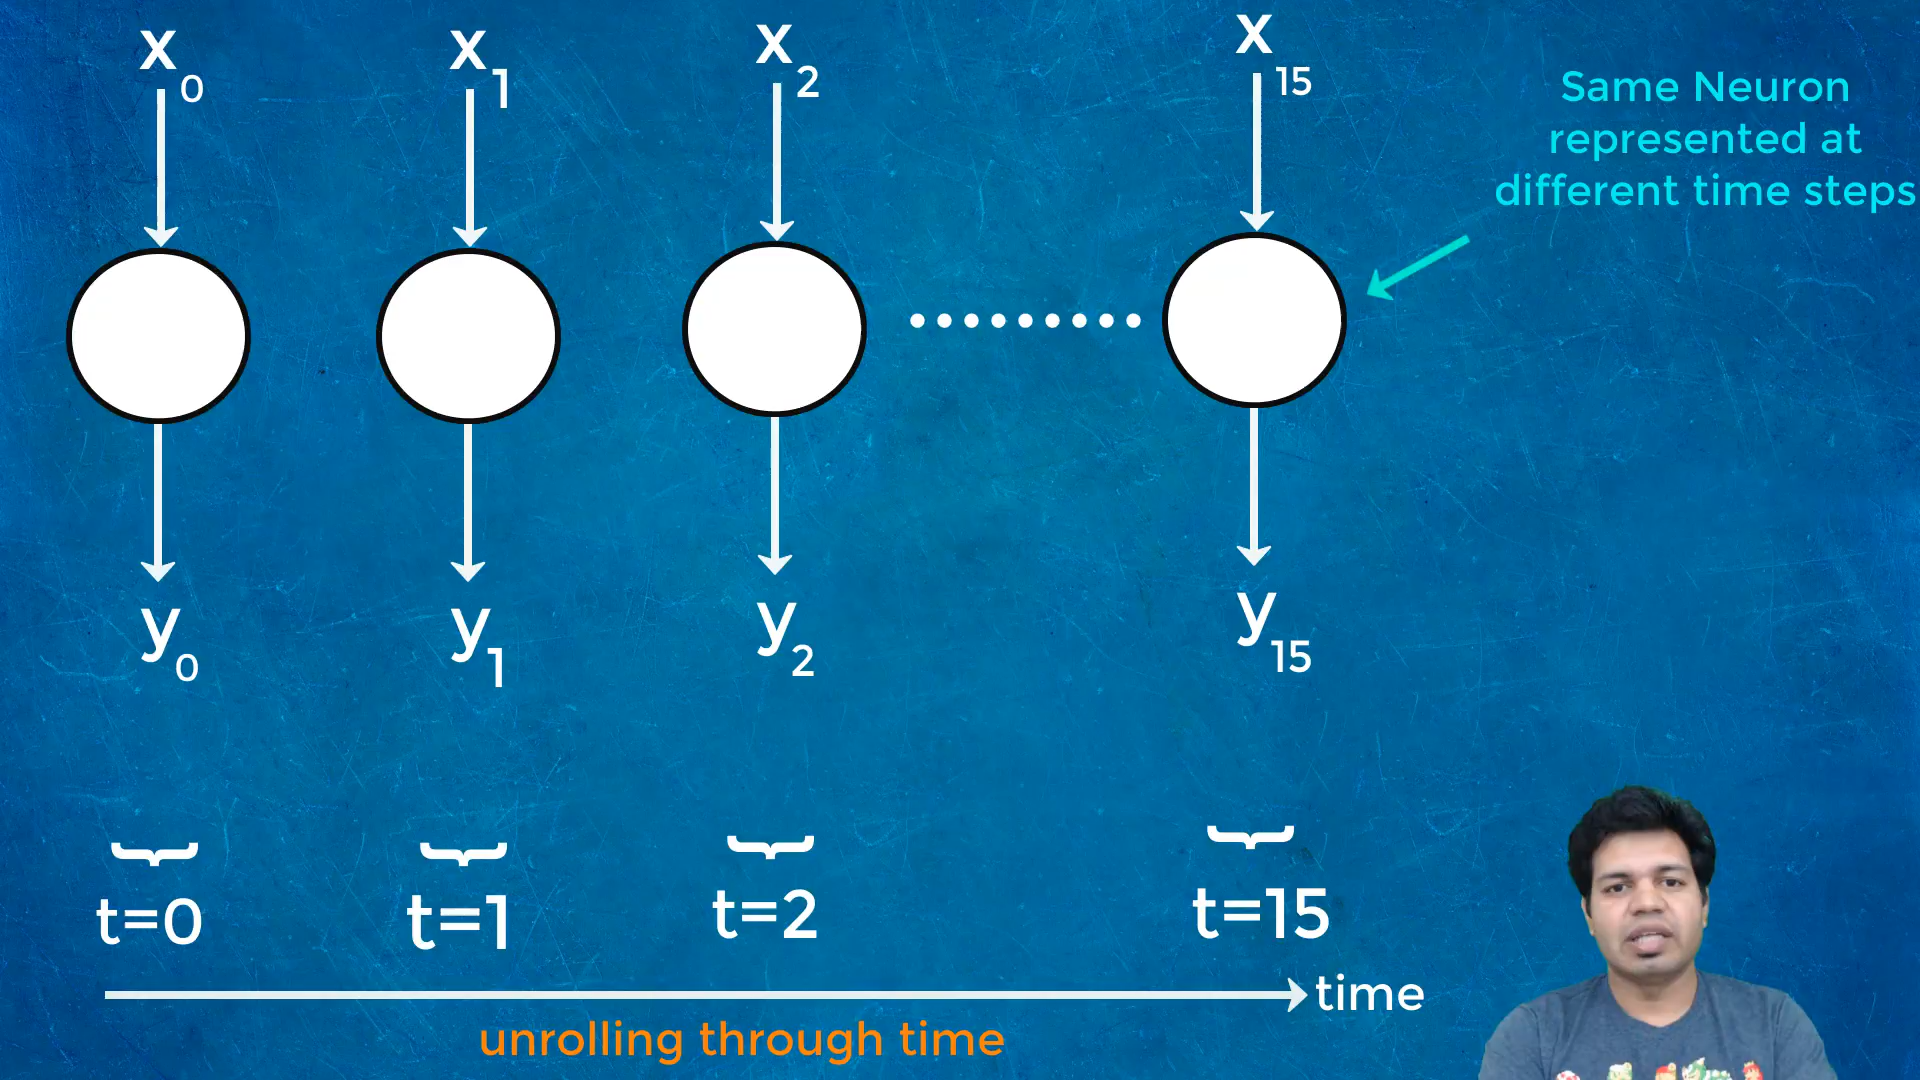 x₀ x₁ x₂ x₁₅
Same Neuron
represented at
different time steps
y₀ y₁ y₂ y₁₅
t=0 t=1 t=2 t=15
time
unrolling through time